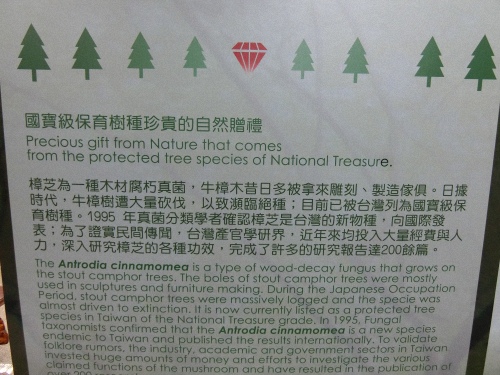 國寶級保育樹種珍貴的自然贈禮
Precious gift from Nature that comes
from the protected tree species of National Treasure.
樟芝為一種木材腐朽真菌，牛樟木昔日多被拿來雕刻、製造傢俱。日據
時代，牛樟樹遭大量砍伐，以致瀕臨絕種；目前已被台灣列為國寶級保
育樹種。1995 年真菌分類學者確認樟芝是台灣的新物種，向國際發
表；為了證實民間傳聞，台灣產官學研界，近年來均投入大量經費與人
力，深入研究樟芝的各種功效，完成了許多的研究報告達200餘篇。
The Antrodia cinnamomea is a type of wood-decay fungus that grows on
the stout camphor trees. The boles of stout camphor trees were mostly
used in sculptures and furniture making. During the Japanese Occupation
Period, stout camphor trees were massively logged and the specie was
almost driven to extinction. It is now currently listed as a protected tree
species in Taiwan of the National Treasure grade. In 1995, Fungal
taxonomists confirmed that the Antrodia cinnamomea is a new species
endemic to Taiwan and published the results internationally. To validate
folklore rumors, the industry, academic and government sectors in Taiwan
invested huge amounts of money and efforts to investigate the various
claimed functions of the mushroom and have resulted in the publication of
over 200